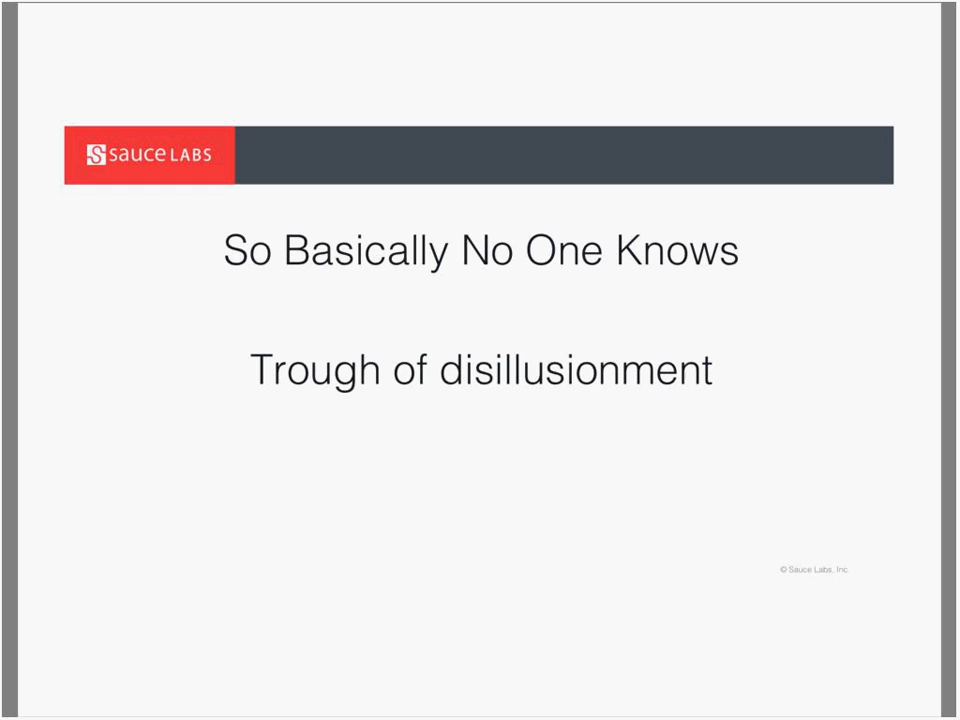 sauce LABS
So Basically No One Knows
Trough of disillusionment
© Sauce Labs, Inc.